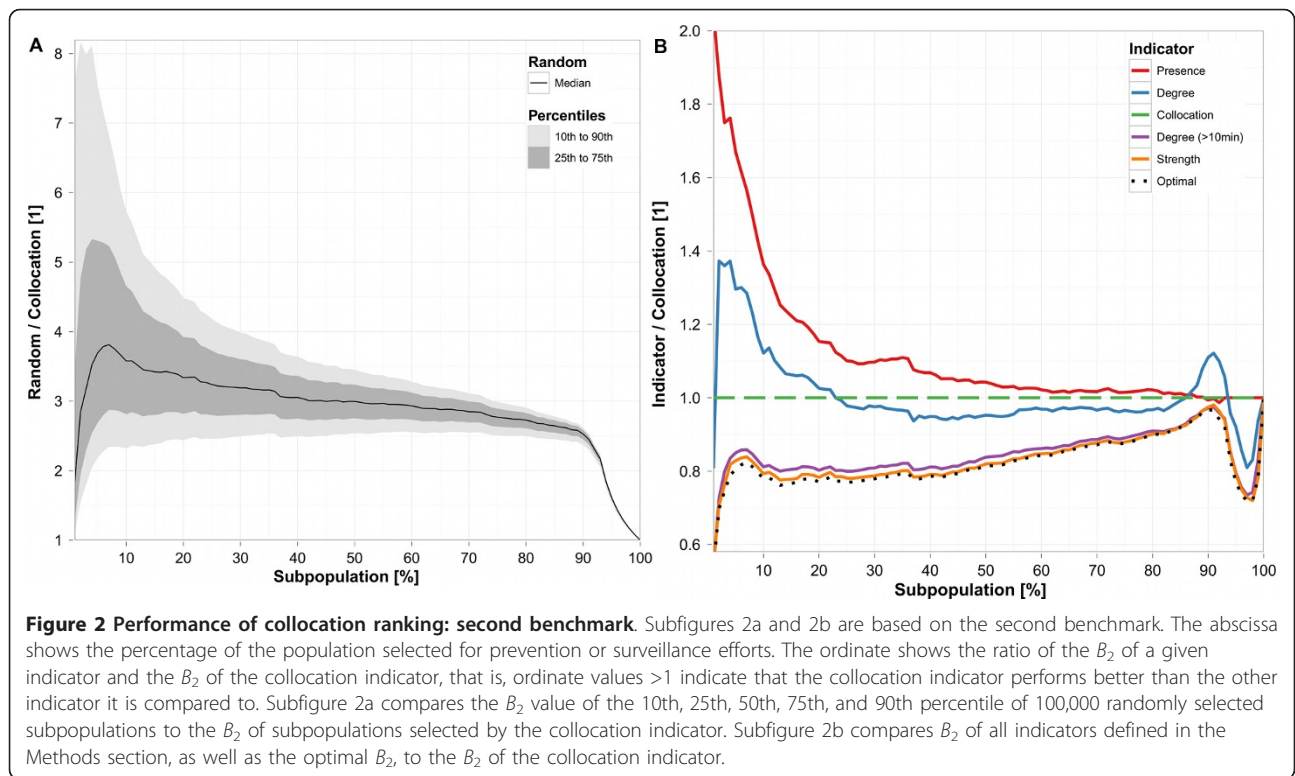 A
Random / Collocation [1]
8
7
6
5
4
3
2
1
10 20 30 40 50 60 70 80 90 100
Subpopulation [%]
Random
Median
Percentiles
10th to 90th
25th to 75th
B
Indicator / Collocation [1]
2.0
1.8
1.6
1.4
1.2
1.0
0.8
0.6
10 20 30 40 50 60 70 80 90 100
Subpopulation [%]
Indicator
Presence
Degree
Collocation
Degree (>10min)
Strength
Optimal
Figure 2 Performance of collocation ranking: second benchmark. Subfigures 2a and 2b are based on the second benchmark. The abscissa
shows the percentage of the population selected for prevention or surveillance efforts. The ordinate shows the ratio of the B2 of a given
indicator and the B2 of the collocation indicator, that is, ordinate values >1 indicate that the collocation indicator performs better than the other
indicator it is compared to. Subfigure 2a compares the B2 value of the 10th, 25th, 50th, 75th, and 90th percentile of 100,000 randomly selected
subpopulations to the B2 of subpopulations selected by the collocation indicator. Subfigure 2b compares B2 of all indicators defined in the
Methods section, as well as the optimal B2, to the B2 of the collocation indicator.